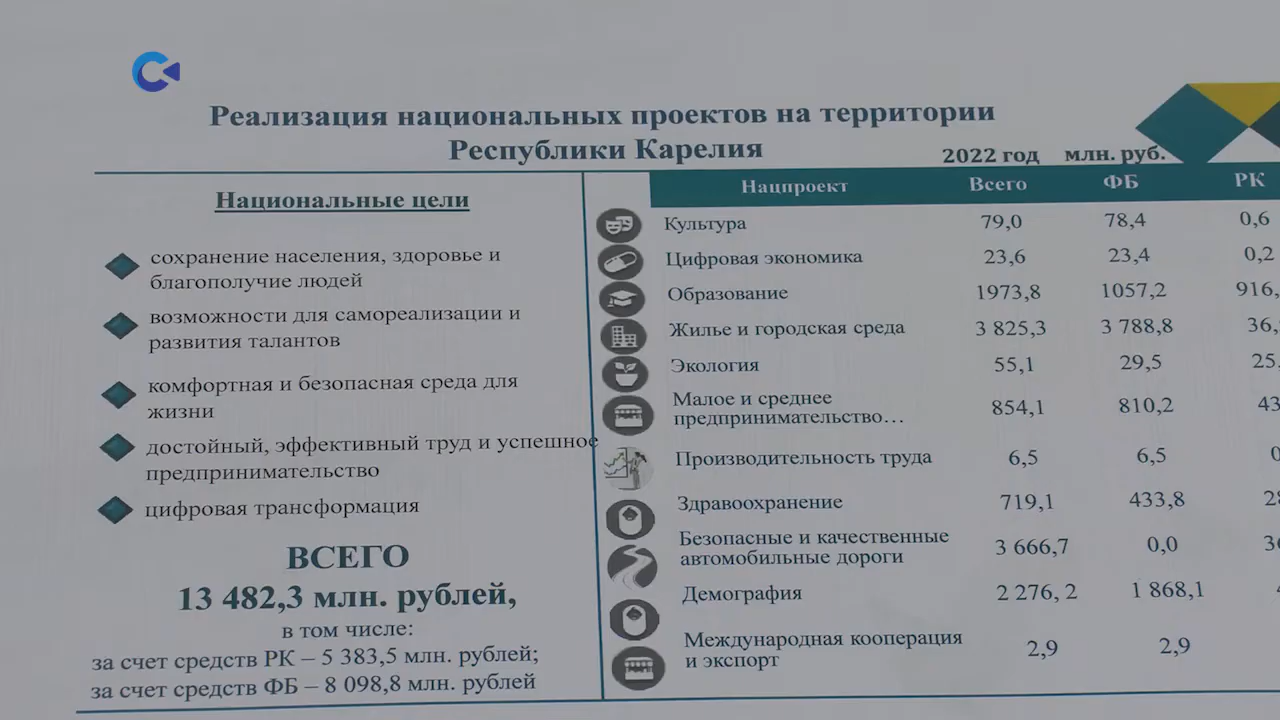 Реализация национальных проектов на территории
Республики Карелия
2022 год млн. руб.
Национальные цели
сохранение населения, здоровье и
благополучие людей
возможности для самореализации и
развития талантов
комфортная и безопасная среда для
жизни
достойный, эффективный труд и успешное
предпринимательство
цифровая трансформация
ВСЕГО
13 482,3 млн. рублей,
в том числе:
за счет средств РК – 5 383,5 млн. рублей;
за счет средств ФБ – 8 098,8 млн. рублей
Нацпроект Всего ФБ РК
Культура 79,0 78,4 0,6
Цифровая экономика 23,6 23,4 0,2
Образование 1973,8 1057,2 916,
Жилье и городская среда 3 825,3 3 788,8 36,
Экология 55,1 29,5 25,
Малое и среднее
предпринимательство… 854,1 810,2 43
Производительность труда 6,5 6,5 0
Здравоохранение 719,1 433,8 28
Безопасные и качественные
автомобильные дороги 3 666,7 0,0 36
Демография 2 276, 2 1 868,1
Международная кооперация
и экспорт 2,9 2,9